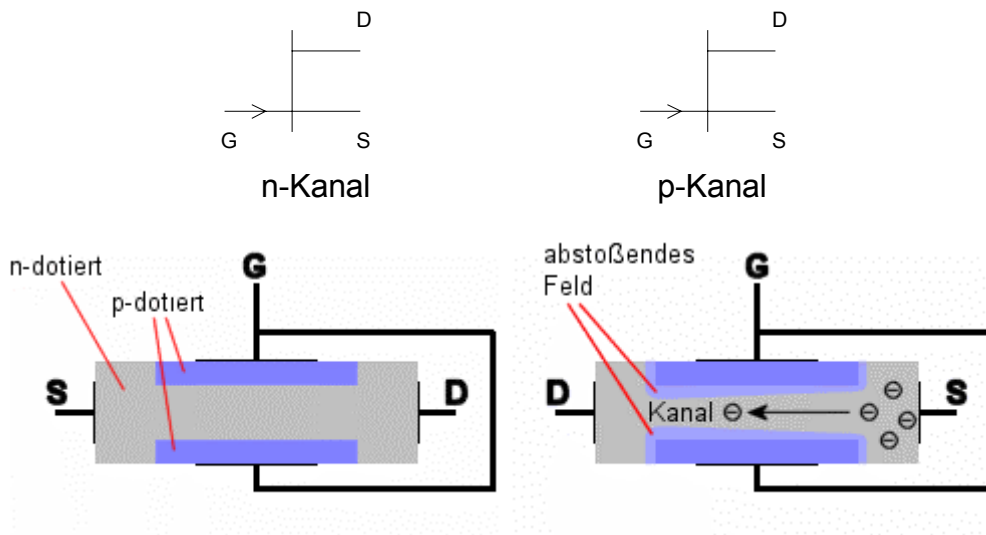 D
G
S
n-Kanal
D
G
S
p-Kanal
n-dotiert
p-dotiert
G
S
D
abstoßendes
Feld
G
D
Kanal
S